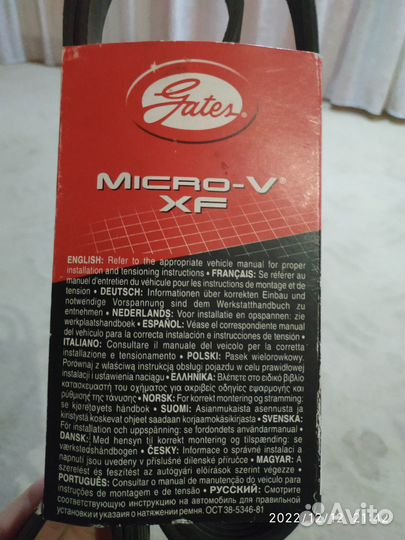 Gates®
MICRO-V®
XF
ENGLISH: Refer to the appropriate vehicle manual for proper
installation and tensioning instructions • FRANÇAIS: Se référer au
manuel d'entretien du véhicule pour les instructions de montage et de
tension • DEUTSCH: Informationen über korrekten Einbau und
notwendige Vorspannung sind dem Werkstatthandbuch zu
entnehmen • NEDERLANDS: Voor installatie en opspannen: zie
werkplaatshandboek • ESPAÑOL: Véase el correspondiente manual
del vehículo para la correcta instalación e instrucciones de tensión •
ITALIANO: Consultare il manuale del veicolo per la corretta
installazione e tensionamento • POLSKI: Pasek wielorowkowy.
Porównaj z właściwą instrukcją obsługi pojazdu w celu prawidłowej
instalacji i ustawienia naciągu • ΕΛΛΗΝΙΚΑ: Βλέπετε στο ειδικό βιβλίο
κατασκευαστή του οχήματος για ακριβείς οδηγίες εφαρμογής και
ρύθμισης της τάνυσης • NORSK: For korrekt montering og stramming:
se kjøretøyets håndbok • SUOMI: Asianmukaista asennusta ja
kiristystä koskevat ohjeet saadaan korjaamokäsikirjasta • SVENSKA:
För installation och uppspänning: se fordonets användarmanual •
DANSK: Med hensyn til korrekt montering og tilspænding: se
værkstedshåndbogen • ČESKY: Informace o správné instalaci a
napnutí jsou uvedeny v příslušné dílenské příručce • MAGYAR: A
szerelést és feszítést az autógyári előírások szerint végezze •
PORTUGUÊS: Consultar o manual de manutenção do veículo para
instruções de montagem e de tensão • РУССКИЙ: Смотрите
соответствующую инструкцию на автомобиль для правильной
установки и указания о натяжении ремня. ОСТ 38-5346-81
2022/12/12 21:42
Avito